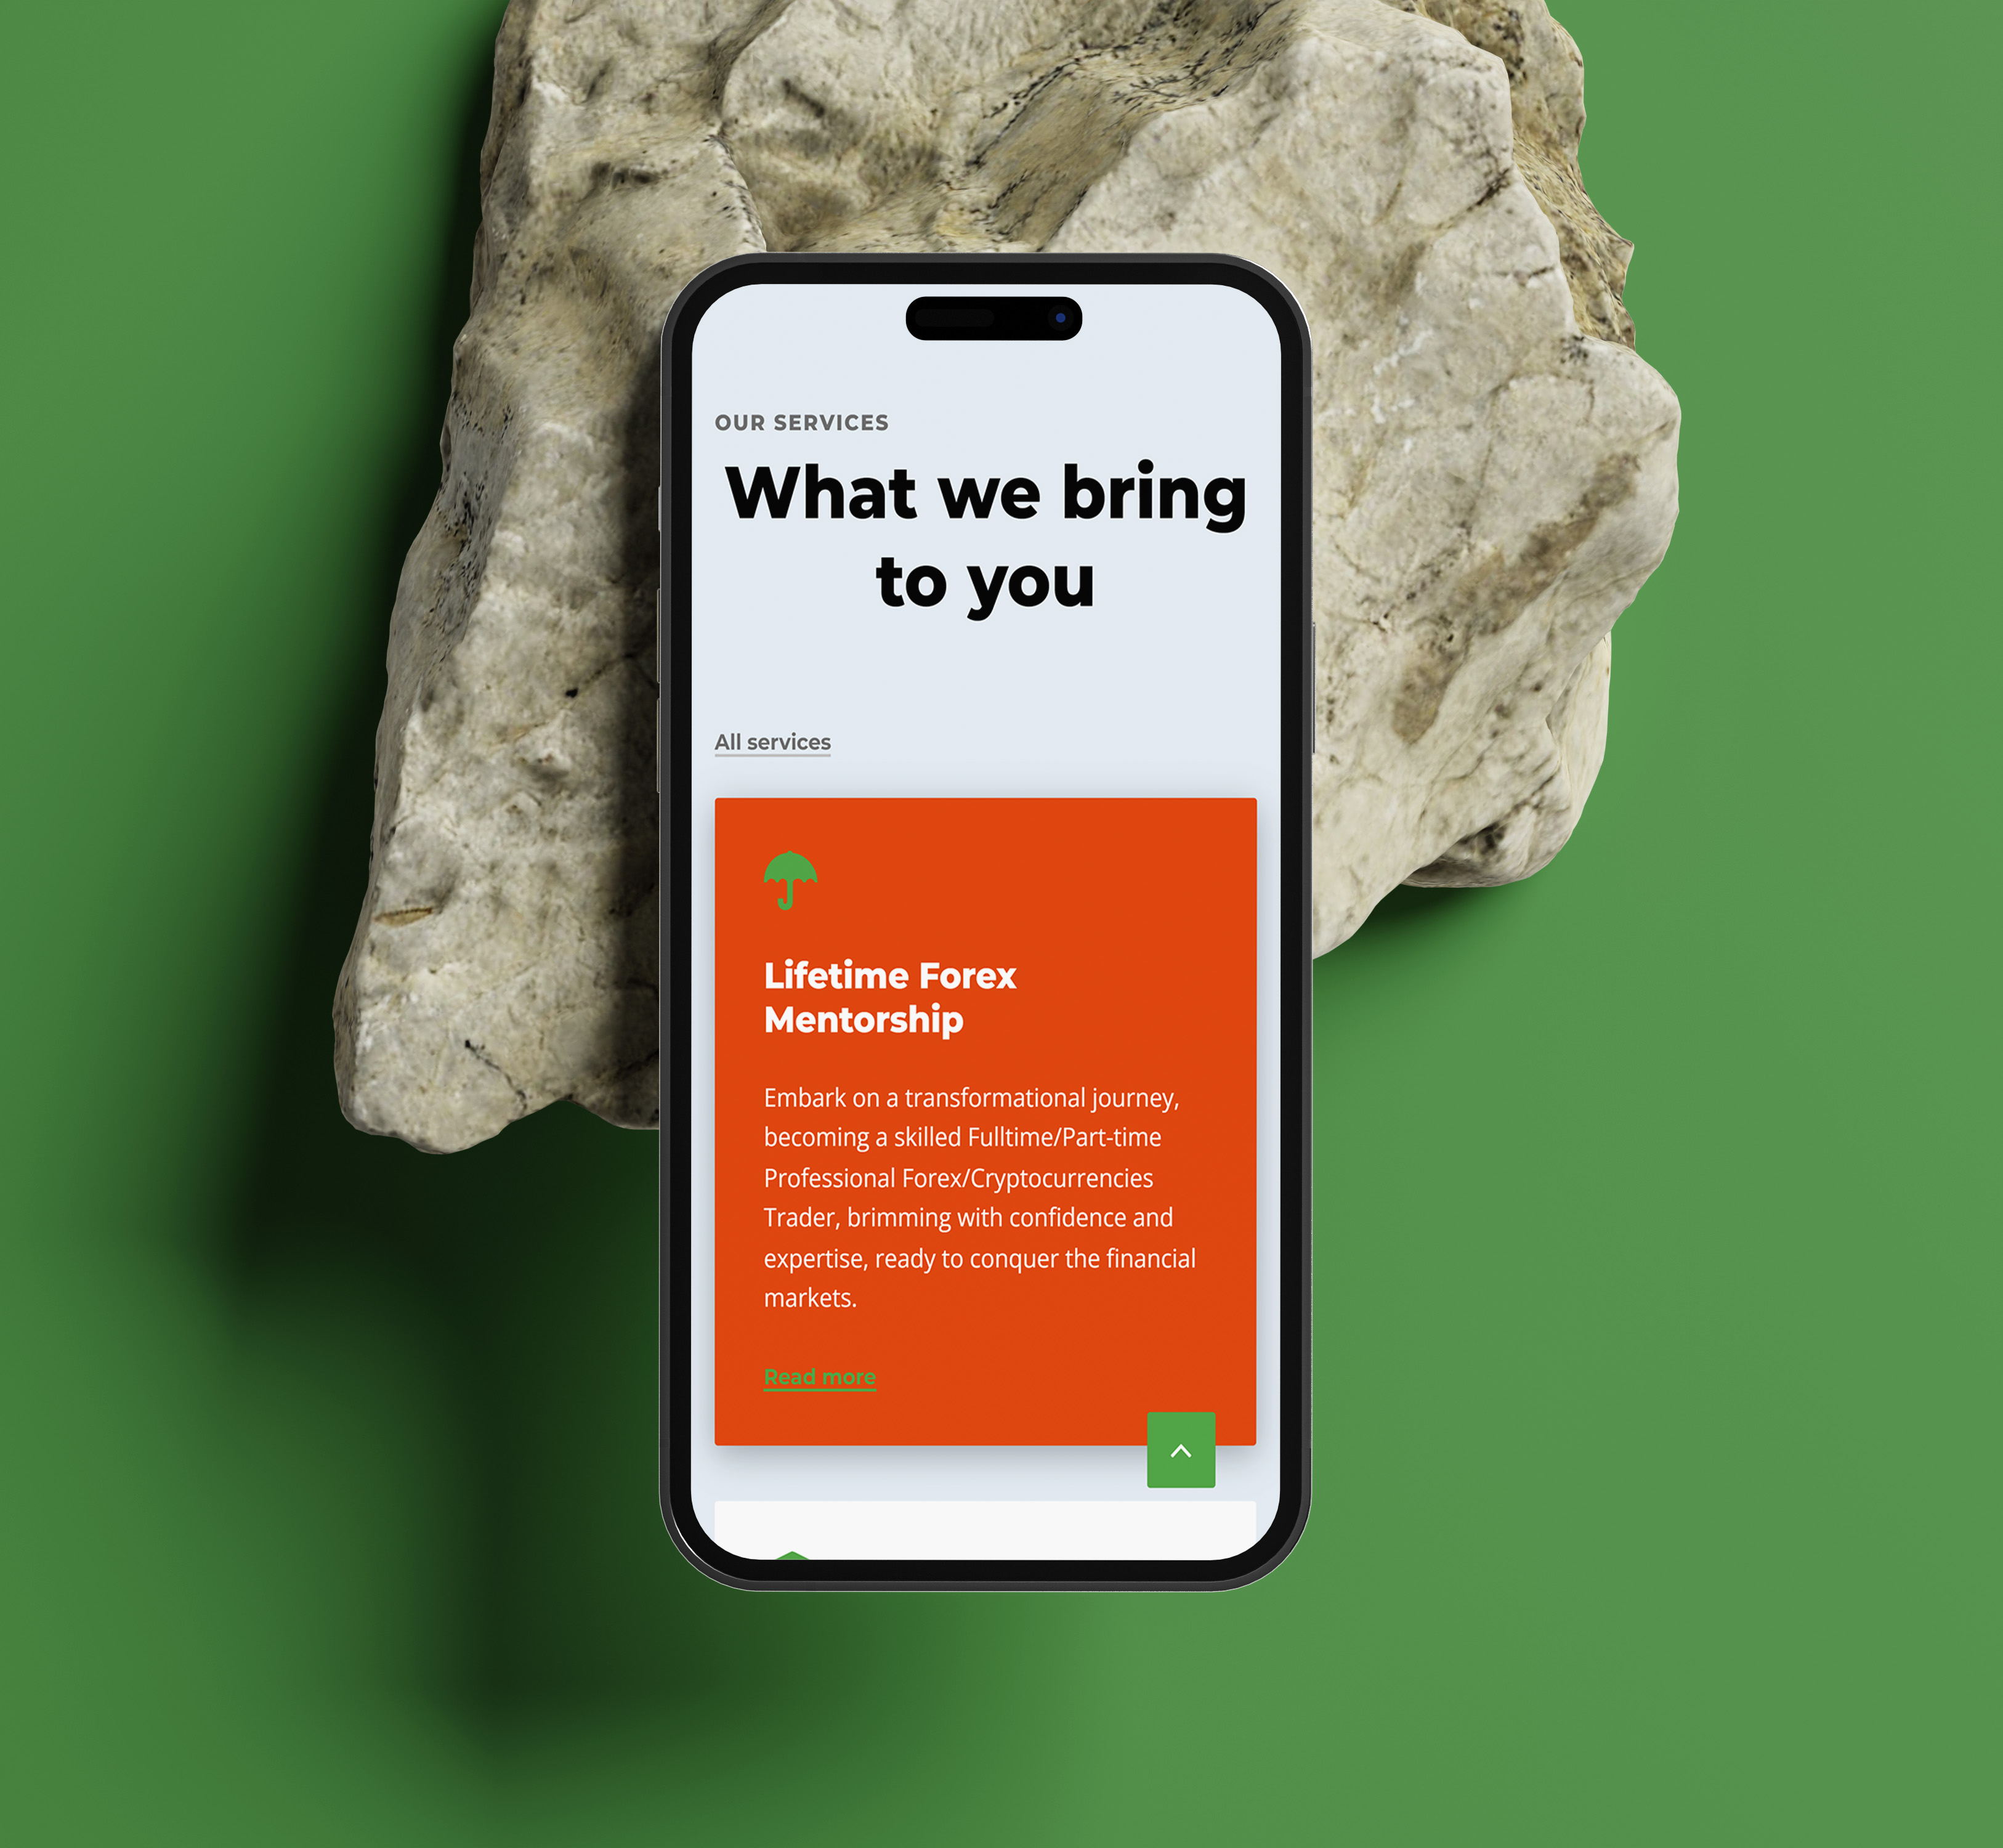 OUR SERVICES
What we bring
to you
All services
Lifetime Forex
Mentorship
Embark on a transformational journey,
becoming a skilled Fulltime/Part-time
Professional Forex/Cryptocurrencies
Trader, brimming with confidence and
expertise, ready to conquer the financial
markets.
Read more